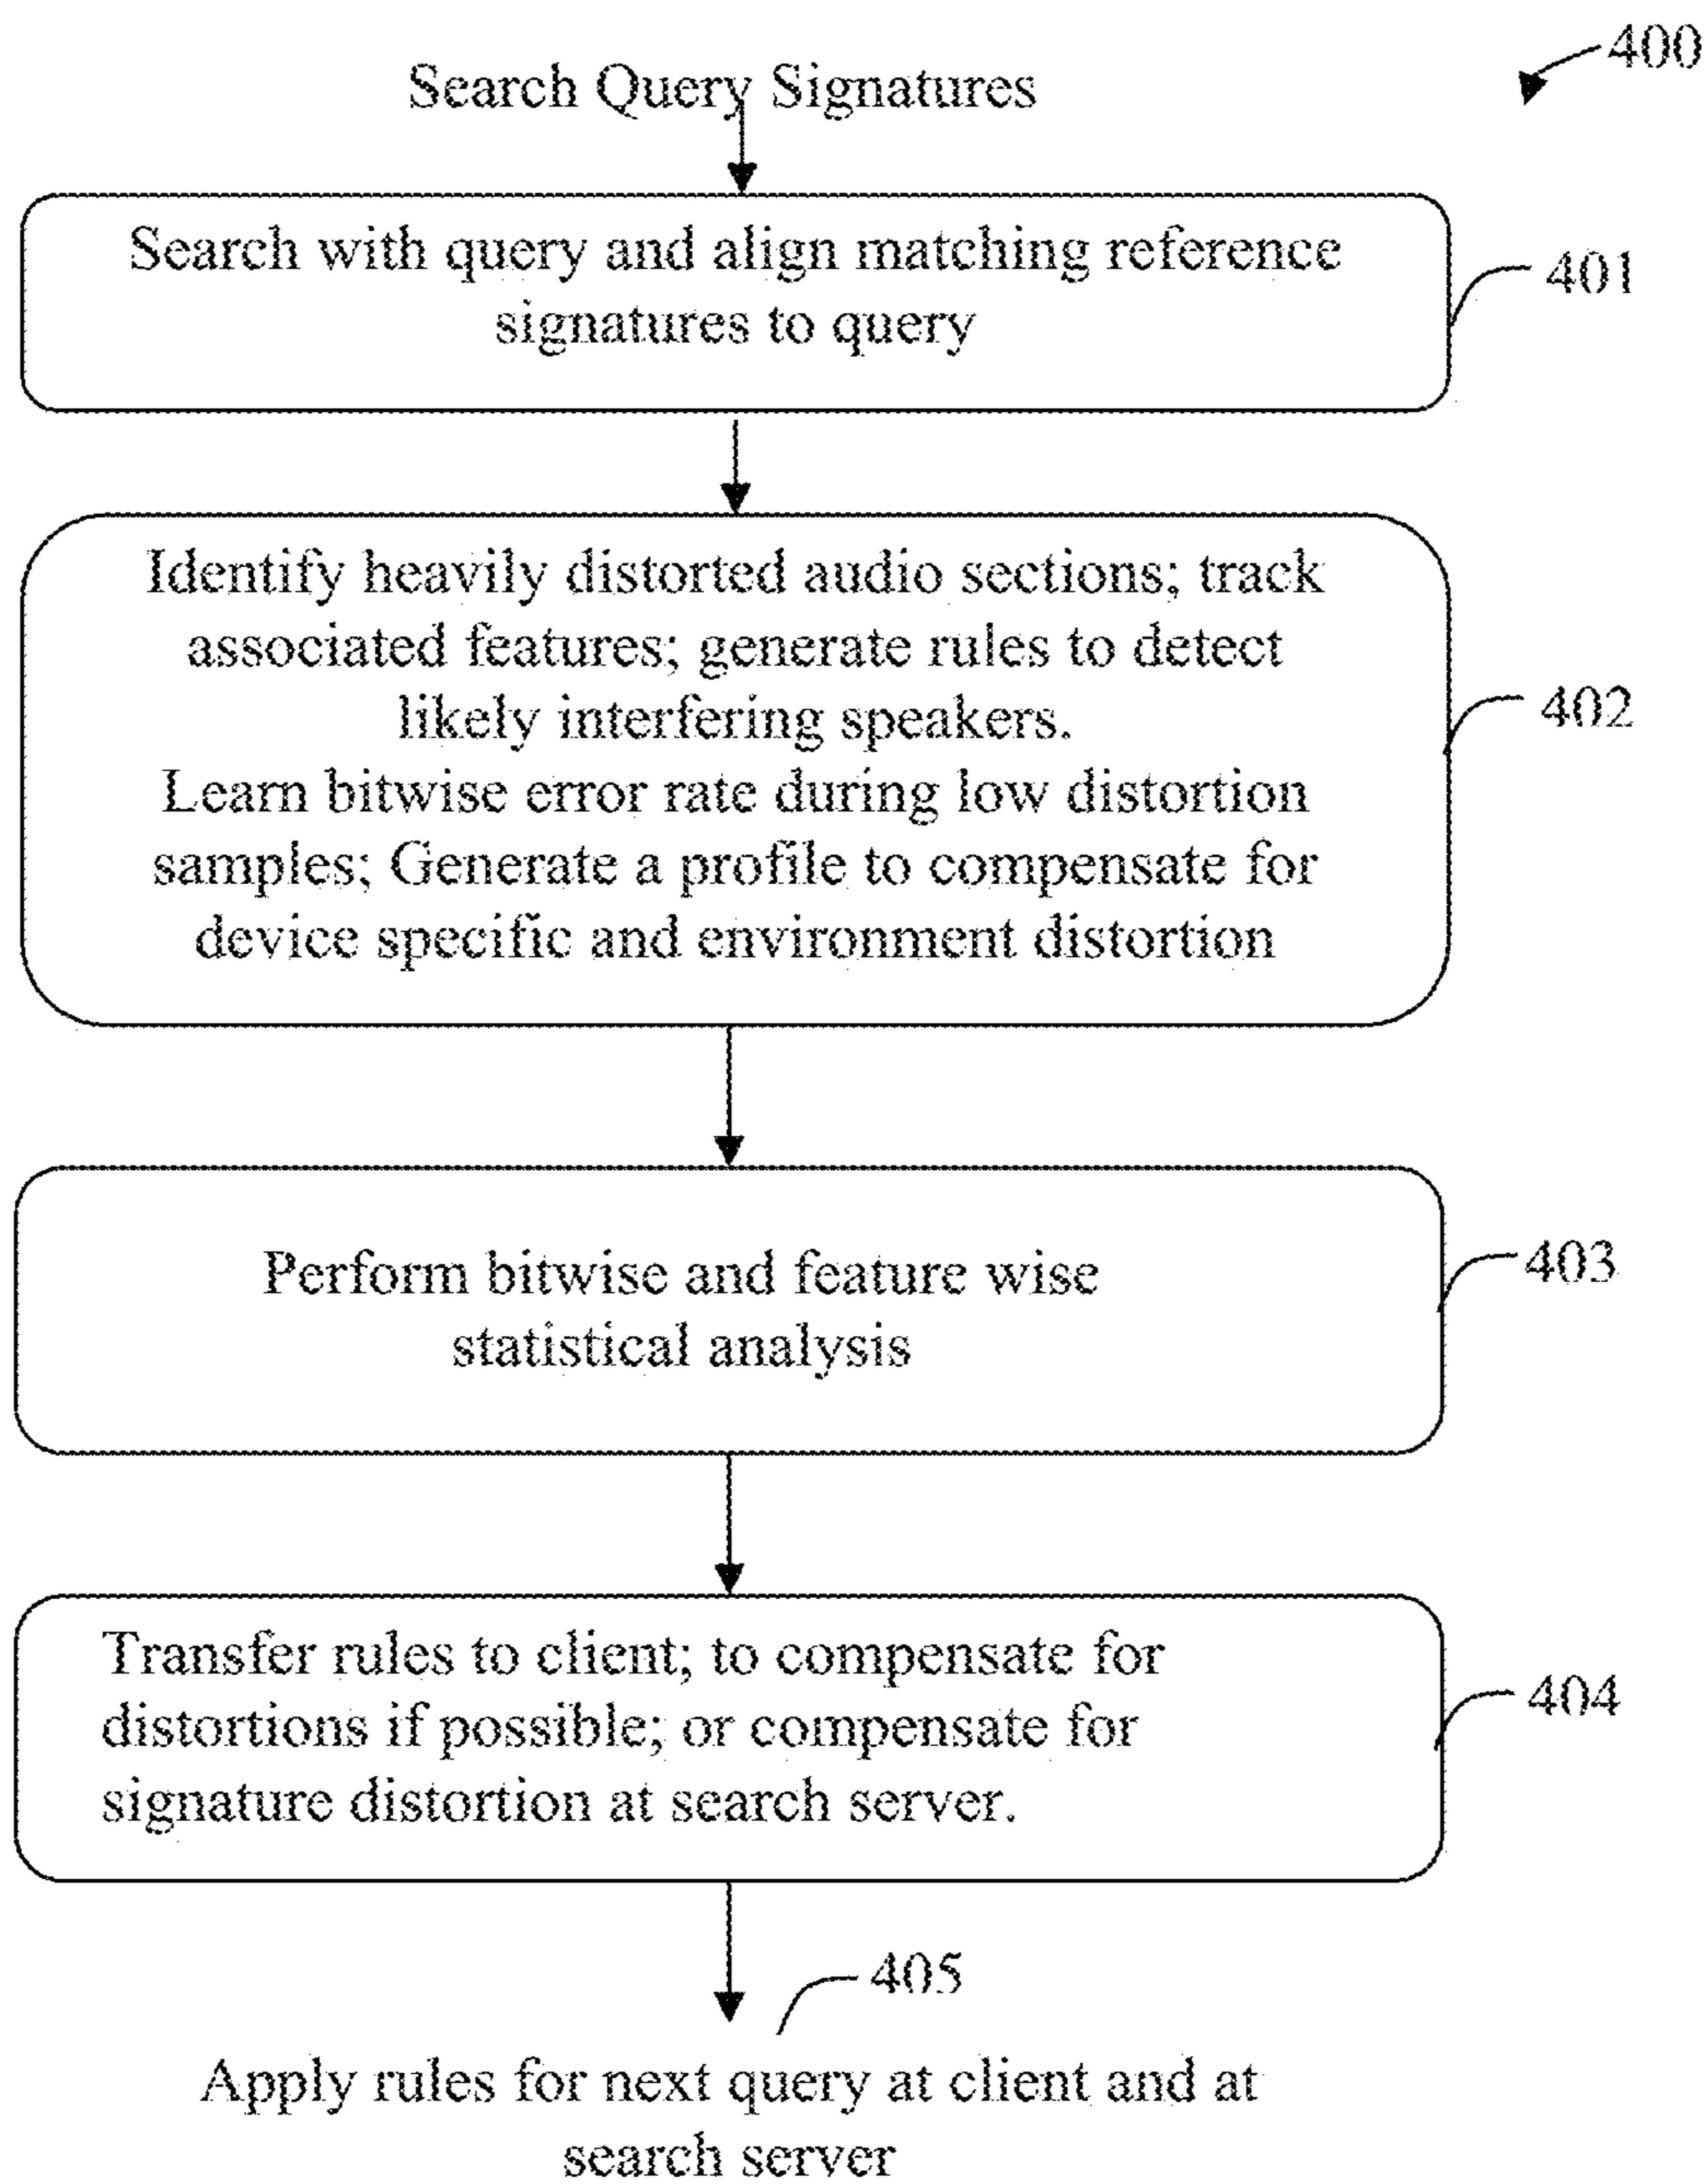 400
Search Query Signatures
Search with query and align matching reference
signatures to query
401
Identify heavily distorted audio sections; track
associated features; generate rules to detect
likely interfering speakers.
Learn bitwise error rate during low distortion
samples; Generate a profile to compensate for
device specific and environment distortion
402
Perform bitwise and feature wise
statistical analysis
403
Transfer rules to client; to compensate for
distortions if possible; or compensate for
signature distortion at search server.
404
405
Apply rules for next query at client and at
search server